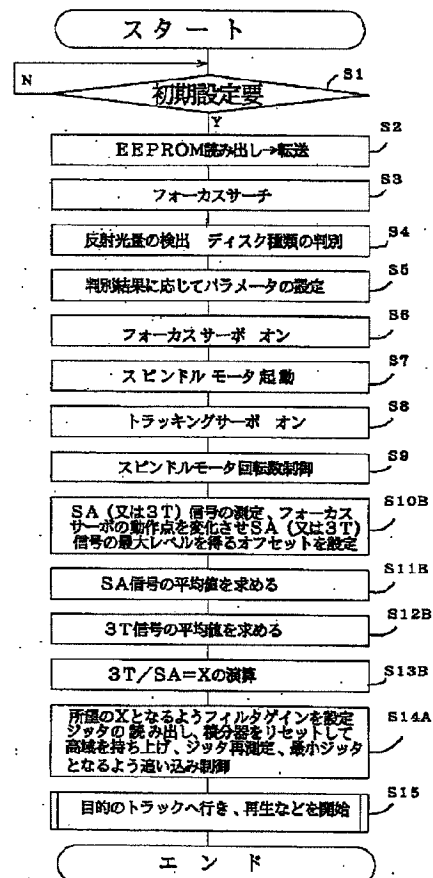 スタート
N
S1
初期設定要
Y
S2
EEPROM読み出し→転送
S3
フォーカスサーチ
S4
反射光量の検出 ディスク種類の判別
S5
判別結果に応じてパラメータの設定
S6
フォーカスサーボ オン
S7
スピンドル モータ起動
S8
トラッキングサーボ オン
S9
スピンドルモータ回転数制御
S10B
SA（又は3T）信号の測定、フォーカス
サーボの動作点を変化させSA（又は3T）
信号の最大レベルを得るオフセットを設定
S11B
SA信号の平均値を求める
S12B
3T信号の平均値を求める
S13B
3T／SA＝Xの演算
S14A
所望のXとなるようフィルタゲインを設定
ジッタの読み出し、積分器をリセットして
高域を持ち上げ、ジッタ再測定、最小ジッタ
となるよう追い込み制御
S15
目的のトラックへ行き、再生などを開始
エンド